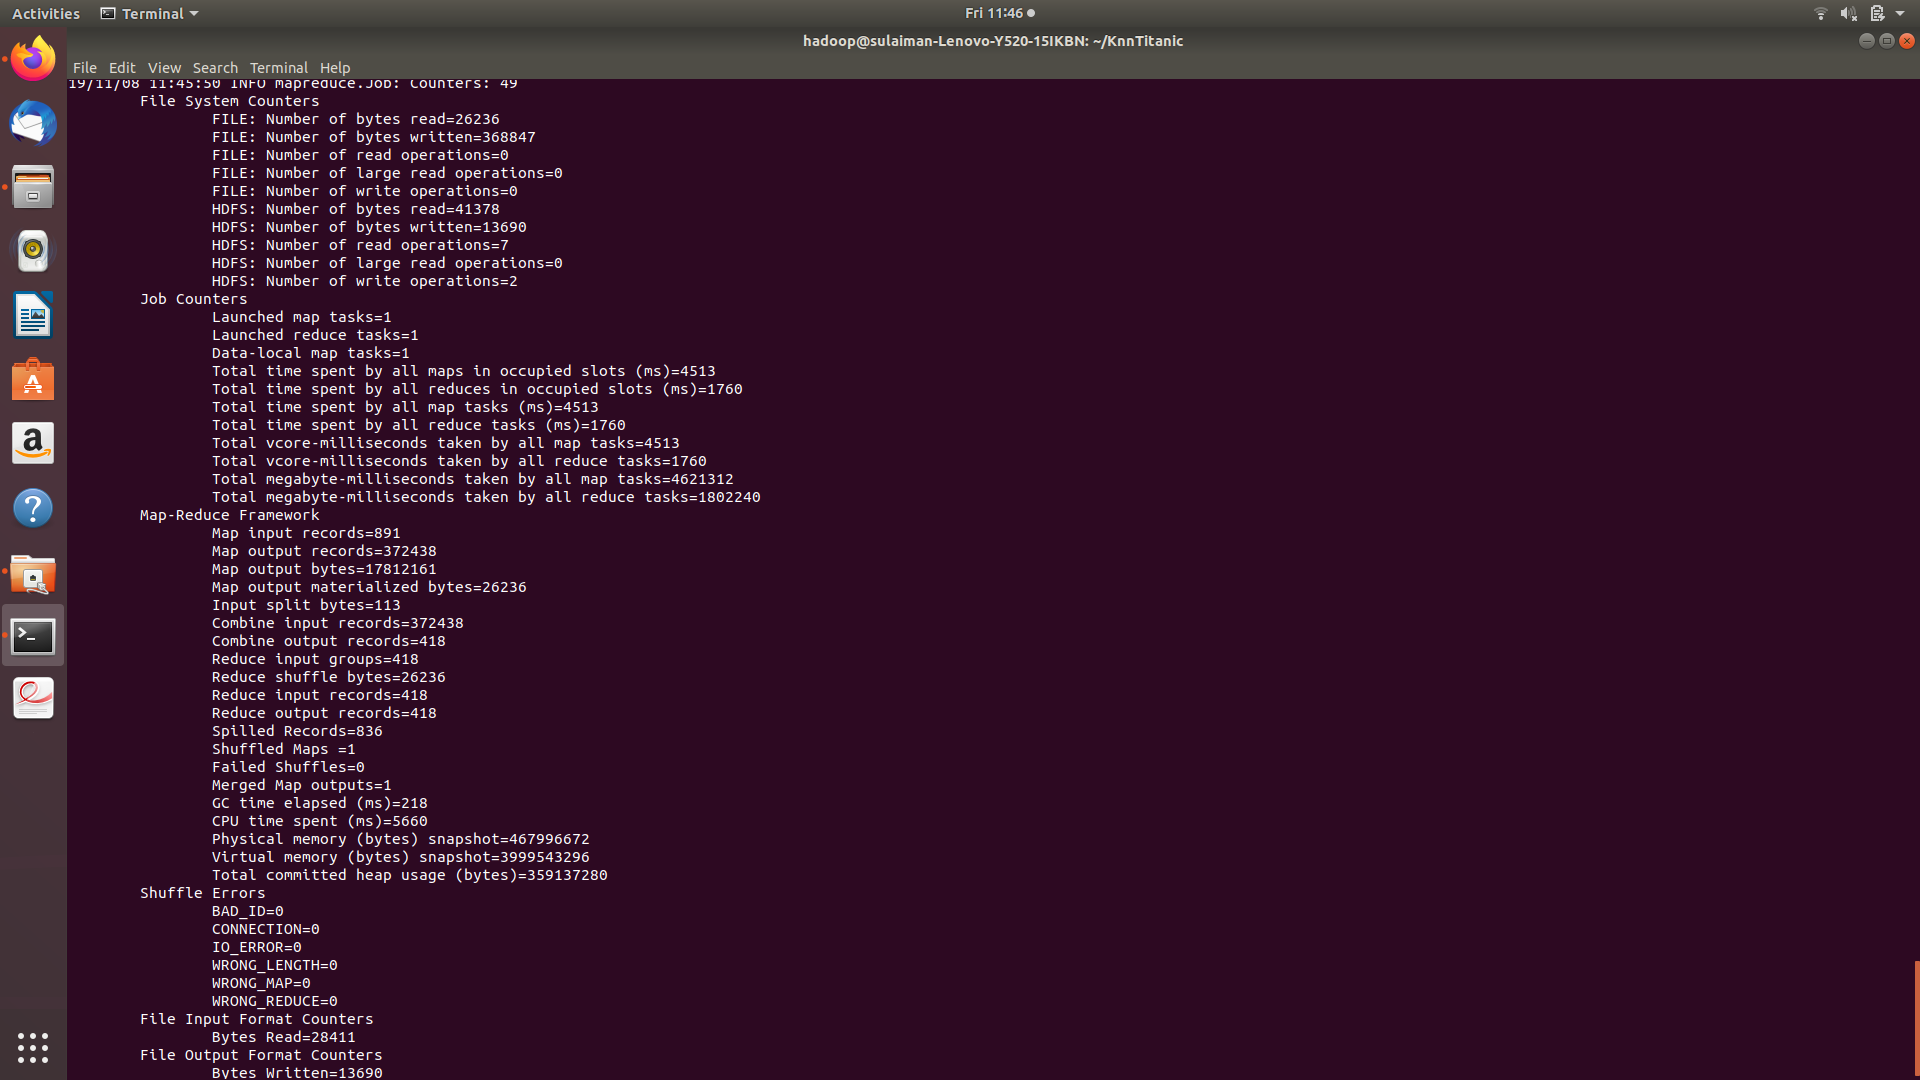 Activities Terminal Fri 11:46
hadoop@sulaiman-Lenovo-Y520-15IKBN: ~/KnnTitanic
File Edit View Search Terminal Help
19/11/08 11:45:50 INFO mapreduce.Job: Counters: 49
File System Counters
FILE: Number of bytes read=26236
FILE: Number of bytes written=368847
FILE: Number of read operations=0
FILE: Number of large read operations=0
FILE: Number of write operations=0
HDFS: Number of bytes read=41378
HDFS: Number of bytes written=13690
HDFS: Number of read operations=7
HDFS: Number of large read operations=0
HDFS: Number of write operations=2
Job Counters
Launched map tasks=1
Launched reduce tasks=1
Data-local map tasks=1
Total time spent by all maps in occupied slots (ms)=4513
Total time spent by all reduces in occupied slots (ms)=1760
Total time spent by all map tasks (ms)=4513
Total time spent by all reduce tasks (ms)=1760
Total vcore-milliseconds taken by all map tasks=4513
Total vcore-milliseconds taken by all reduce tasks=1760
Total megabyte-milliseconds taken by all map tasks=4621312
Total megabyte-milliseconds taken by all reduce tasks=1802240
Map-Reduce Framework
Map input records=891
Map output records=372438
Map output bytes=17812161
Map output materialized bytes=26236
Input split bytes=113
Combine input records=372438
Combine output records=418
Reduce input groups=418
Reduce shuffle bytes=26236
Reduce input records=418
Reduce output records=418
Spilled Records=836
Shuffled Maps =1
Failed Shuffles=0
Merged Map outputs=1
GC time elapsed (ms)=218
CPU time spent (ms)=5660
Physical memory (bytes) snapshot=467996672
Virtual memory (bytes) snapshot=3999543296
Total committed heap usage (bytes)=359137280
Shuffle Errors
BAD_ID=0
CONNECTION=0
IO_ERROR=0
WRONG_LENGTH=0
WRONG_MAP=0
WRONG_REDUCE=0
File Input Format Counters
Bytes Read=28411
File Output Format Counters
Bytes Written=13690